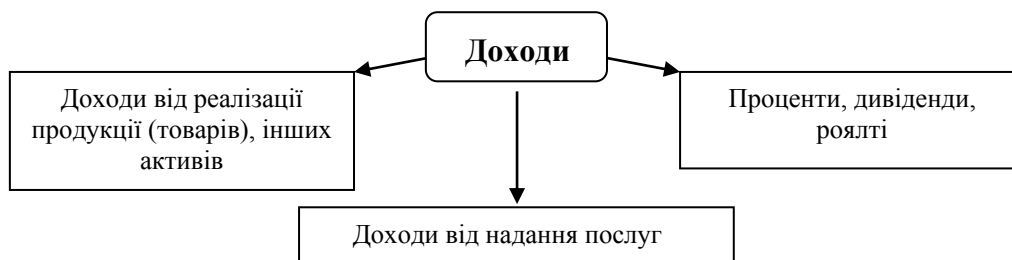 Доходи
Доходи від реалізації
продукції (товарів), інших
активів
Проценти, дивіденди,
роялті
Доходи від надання послуг